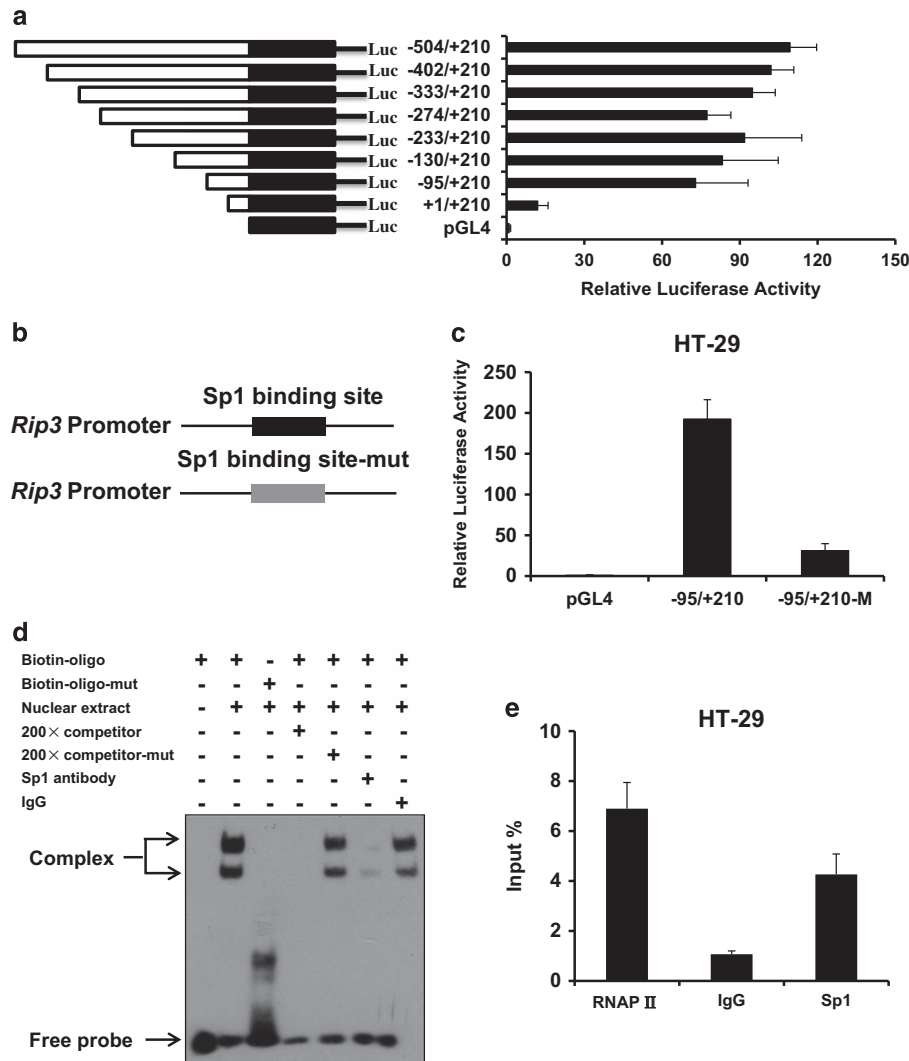 a
Luc -504/+210
Luc -402/+210
Luc -333/+210
Luc -274/+210
Luc -233/+210
Luc -130/+210
Luc -95/+210
Luc +1/+210
Luc pGL4
0 30 60 90 120 150
Relative Luciferase Activity
b
Sp1 binding site
Rip3 Promoter
Sp1 binding site-mut
Rip3 Promoter
c
HT-29
Relative Luciferase Activity
250
200
150
100
50
0
pGL4 -95/+210 -95/+210-M
d
Biotin-oligo + + - + + + +
Biotin-oligo-mut - - + - - - -
Nuclear extract - + + + + + +
200× competitor - - - + - - -
200× competitor-mut - - - - + - -
Sp1 antibody - - - - - + -
IgG - - - - - - +
Complex
Free probe
e
HT-29
Input %
10
8
6
4
2
0
RNAP II IgG Sp1